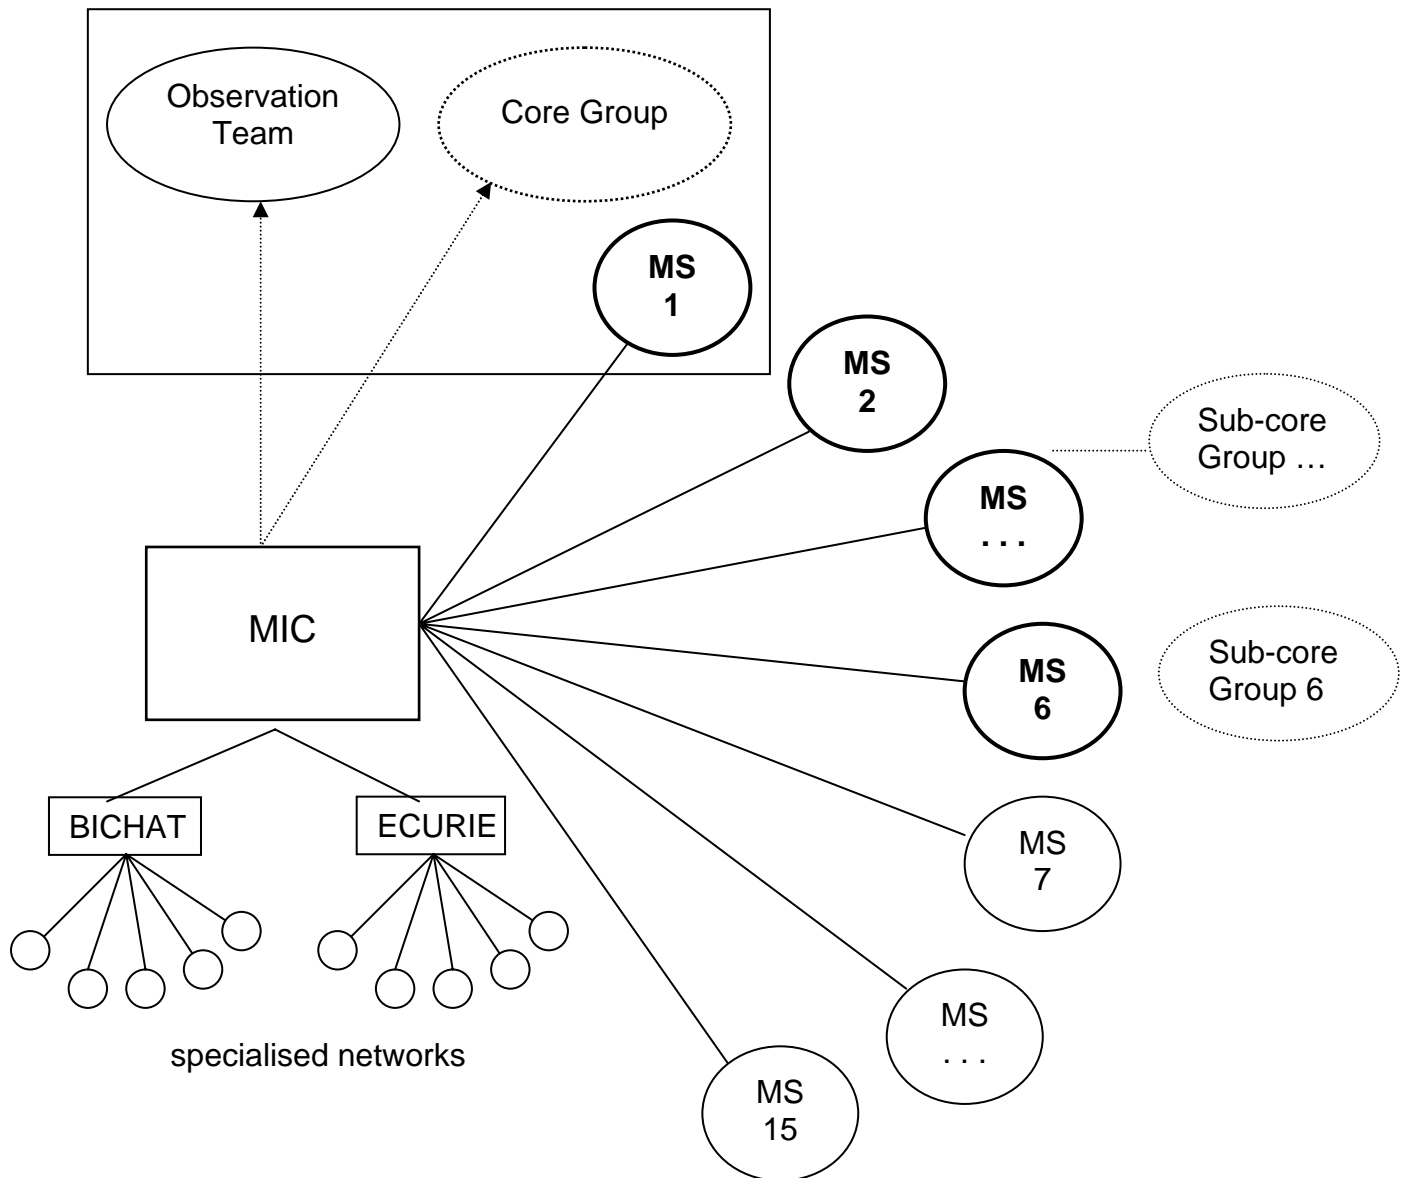 Observation
Team
Core Group
MS
1
MS
2
Sub-core
Group …
MS
. . .
MIC
MS
6
Sub-core
Group 6
BICHAT
ECURIE
MS
7
MS
. . .
specialised networks
MS
15